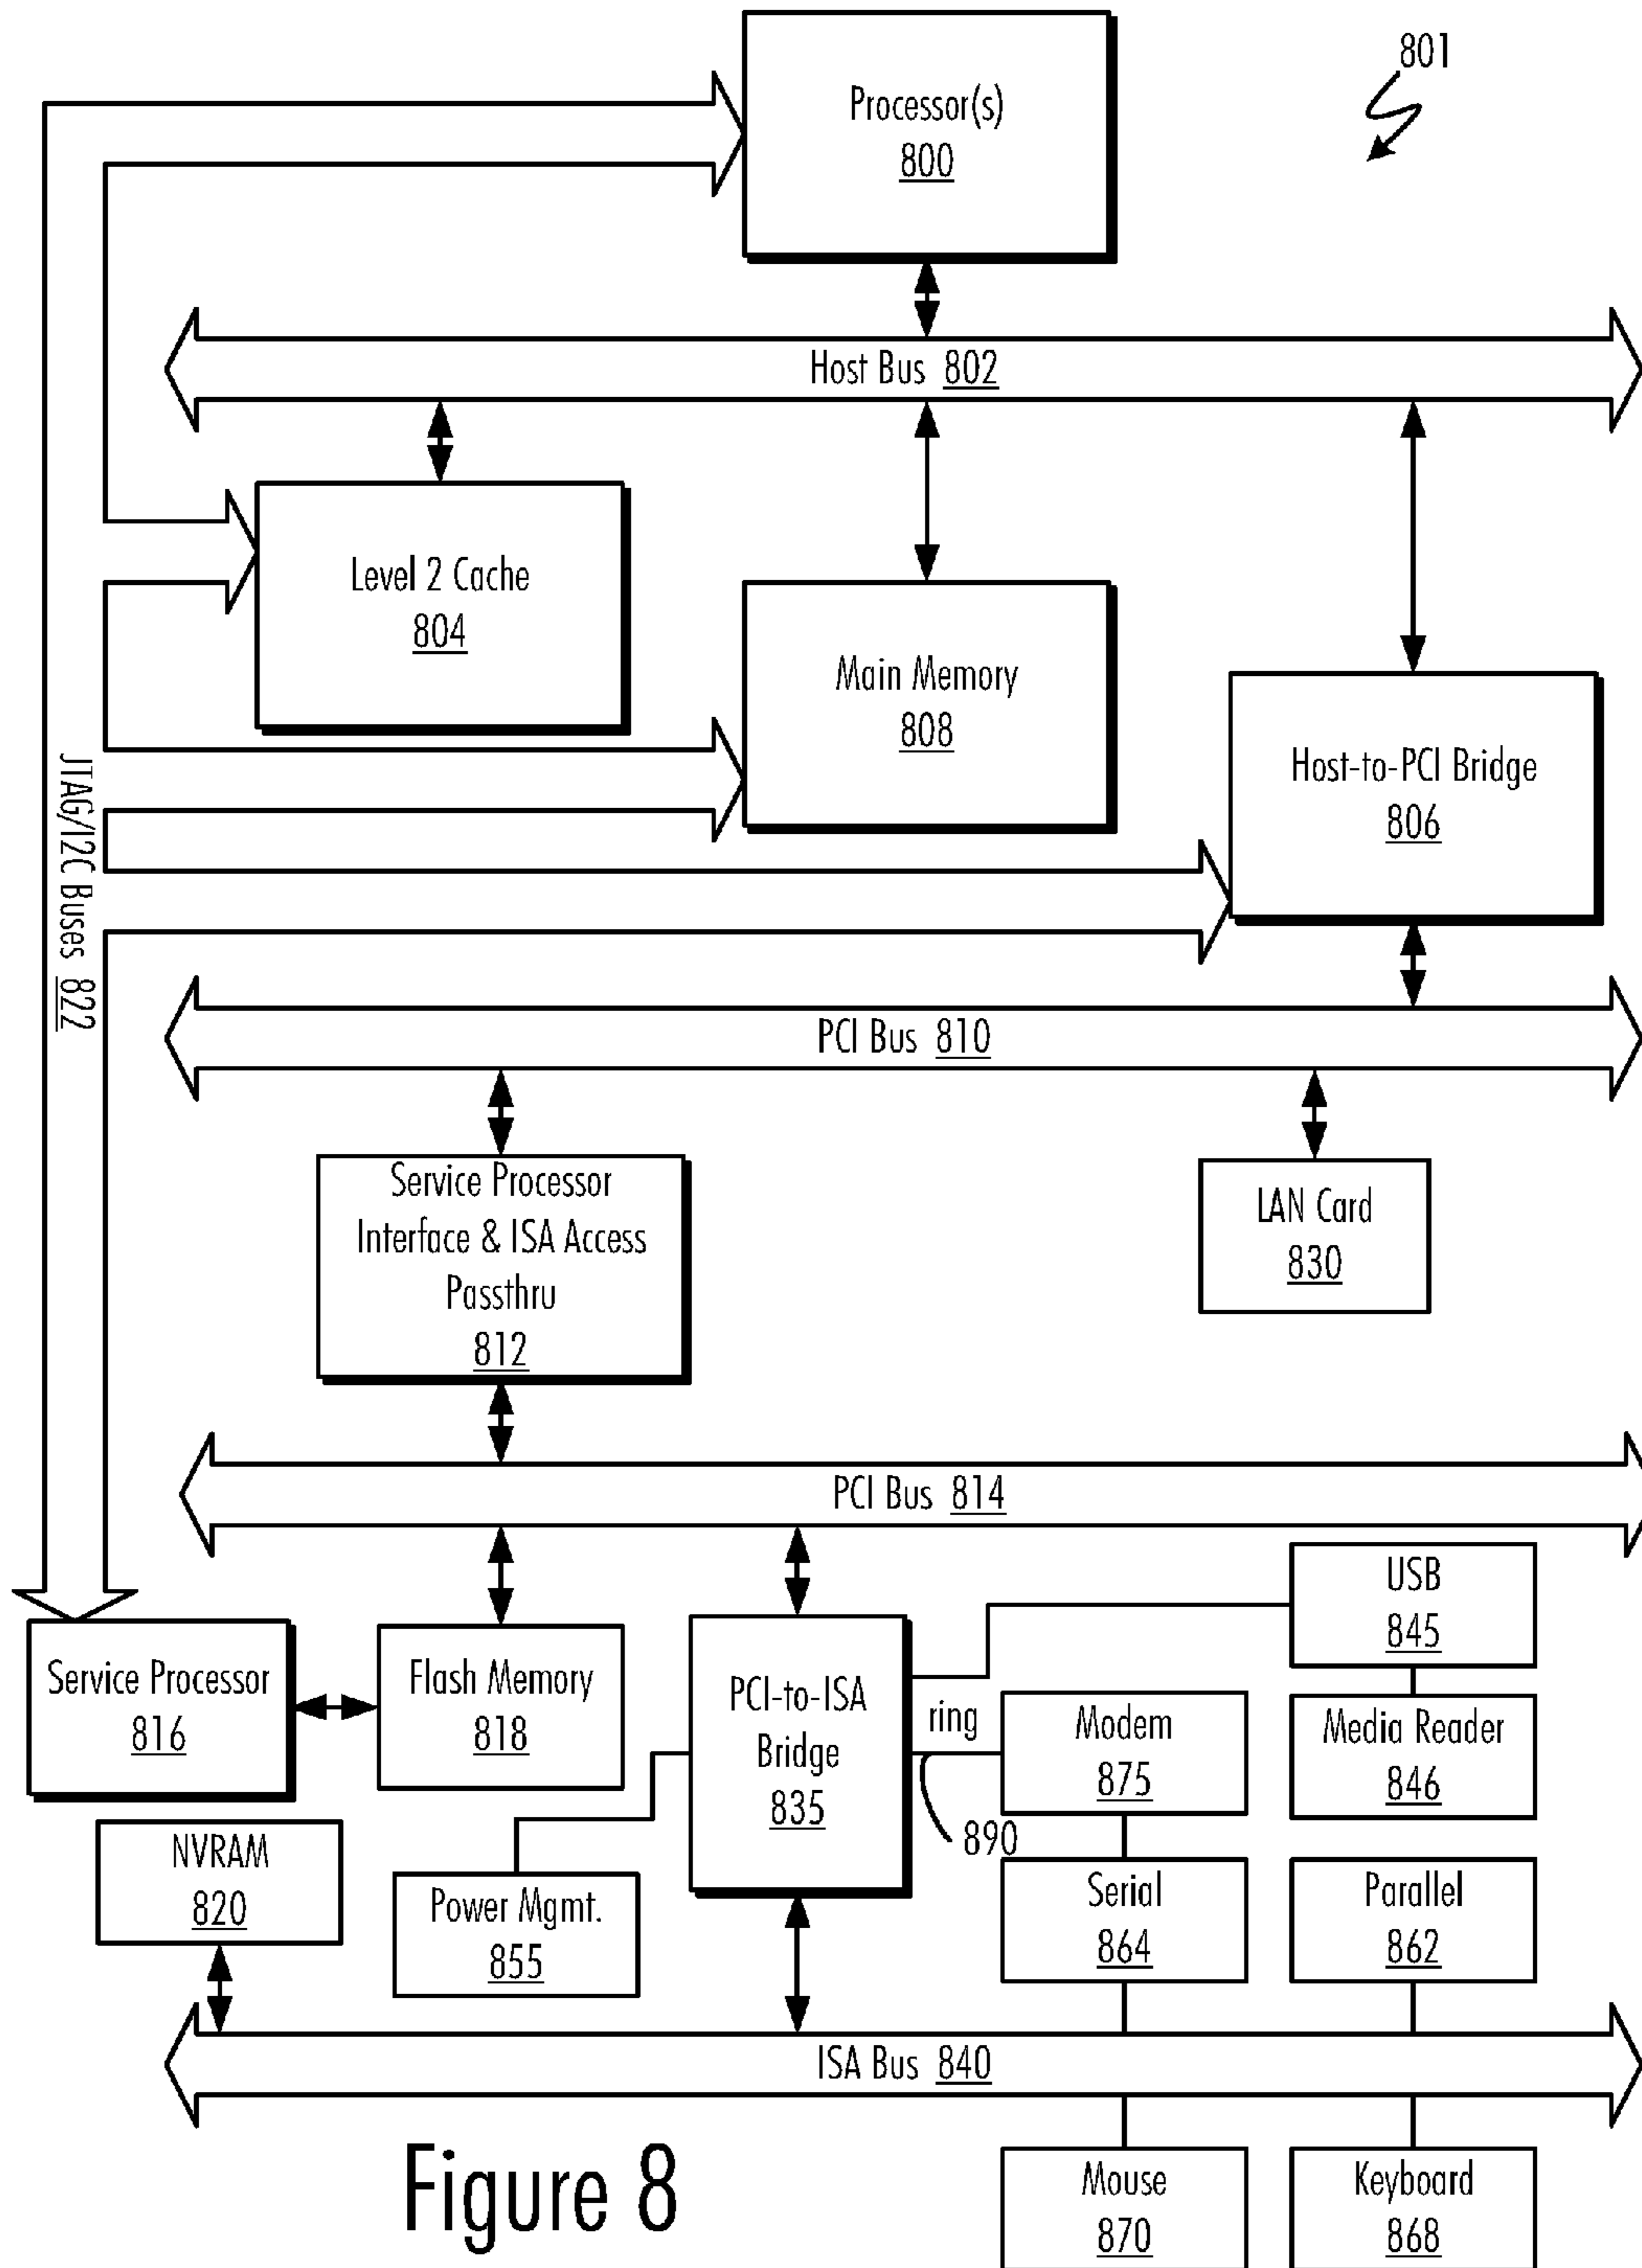 801
Processor(s)
800
Host Bus 802
Level 2 Cache
804
Main Memory
808
Host-to-PCI Bridge
806
JTAG/I2C Buses 822
PCI Bus 810
Service Processor
Interface & ISA Access
Passthru
812
LAN Card
830
PCI Bus 814
USB
845
Service Processor
816
Flash Memory
818
PCI-to-ISA
Bridge
835
ring
890
Modem
875
Media Reader
846
NVRAM
820
Power Mgmt.
855
Serial
864
Parallel
862
ISA Bus 840
Mouse
870
Keyboard
868
Figure 8